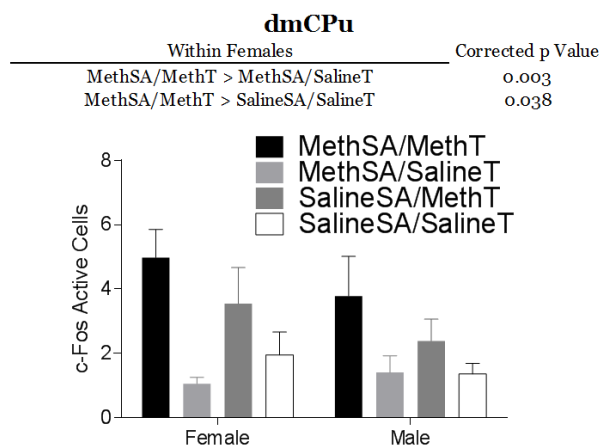 dmCPu
Within Females Corrected p Value
MethSA/MethT > MethSA/SalineT 0.003
MethSA/MethT > SalineSA/SalineT 0.038
MethSA/MethT
MethSA/SalineT
SalineSA/MethT
SalineSA/SalineT
c-Fos Active Cells
8
6
4
2
0
Female Male